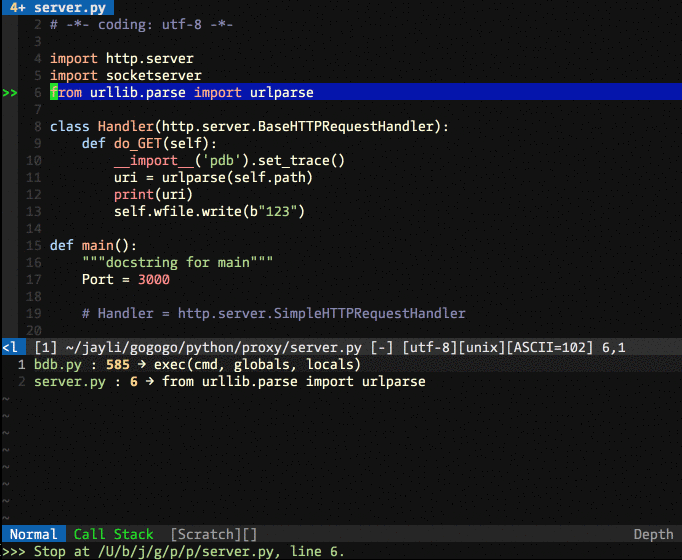 4+ server.py
2 # -*- coding: utf-8 -*-
3
4 import http.server
5 import socketserver
>> 6 from urllib.parse import urlparse
7
8 class Handler(http.server.BaseHTTPRequestHandler):
9     def do_GET(self):
10         __import__('pdb').set_trace()
11         uri = urlparse(self.path)
12         print(uri)
13         self.wfile.write(b"123")
14
15 def main():
16     """docstring for main"""
17     Port = 3000
18
19     # Handler = http.server.SimpleHTTPRequestHandler
20
<l [1] ~/jayli/gogogo/python/proxy/server.py [-] [utf-8][unix][ASCII=102] 6,1
1 bdb.py : 585 → exec(cmd, globals, locals)
2 server.py : 6 → from urllib.parse import urlparse
~
~
~
~
~
~
~
~
Normal Call Stack [Scratch][] Depth
>>> Stop at /U/b/j/g/p/p/server.py, line 6.